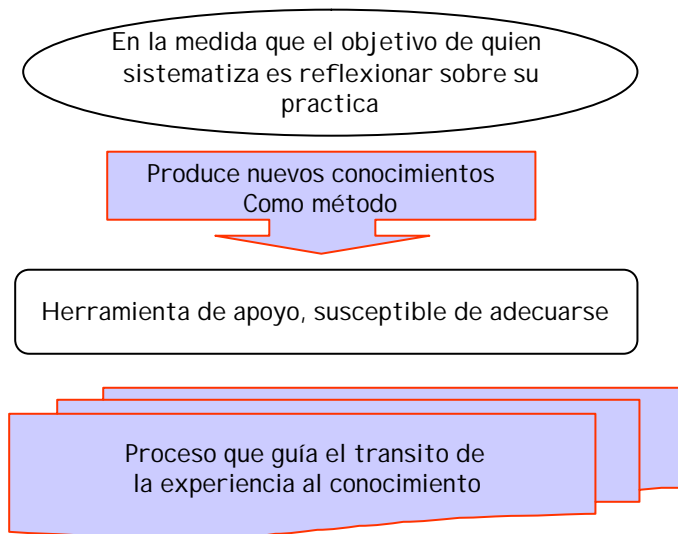 En la medida que el objetivo de quien
sistematiza es reflexionar sobre su
practica
Produce nuevos conocimientos
Como método
Herramienta de apoyo, susceptible de adecuarse
Proceso que guía el transito de
la experiencia al conocimiento